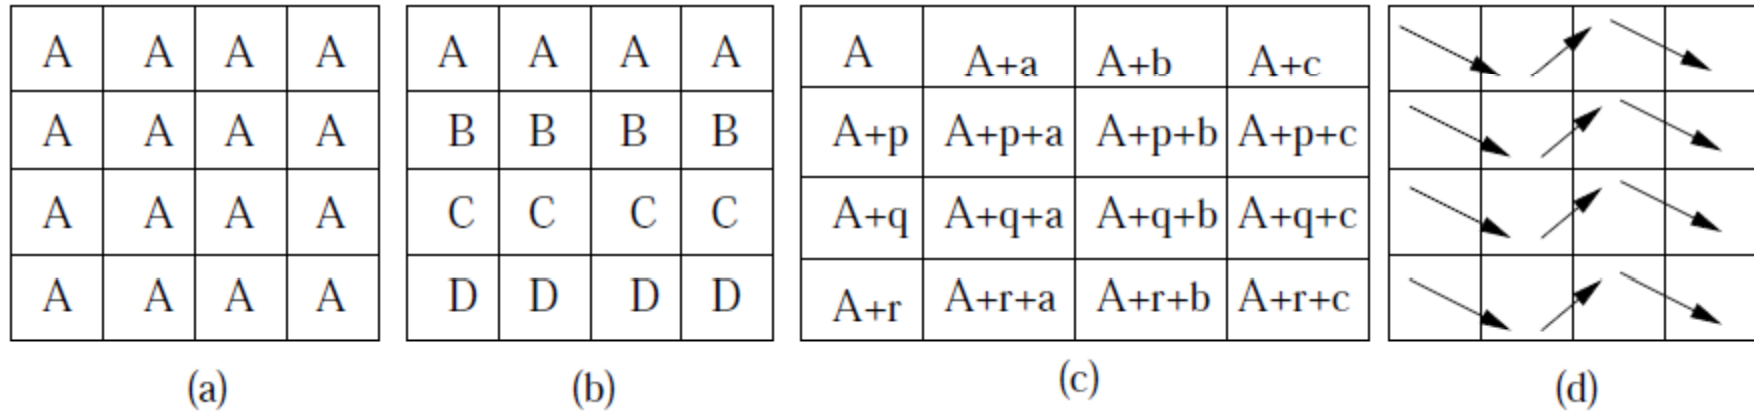 A A A A
A A A A
A A A A
A A A A
(a)
A A A A
B B B B
C C C C
D D D D
(b)
A A+a A+b A+c
A+p A+p+a A+p+b A+p+c
A+q A+q+a A+q+b A+q+c
A+r A+r+a A+r+b A+r+c
(c)
(d)